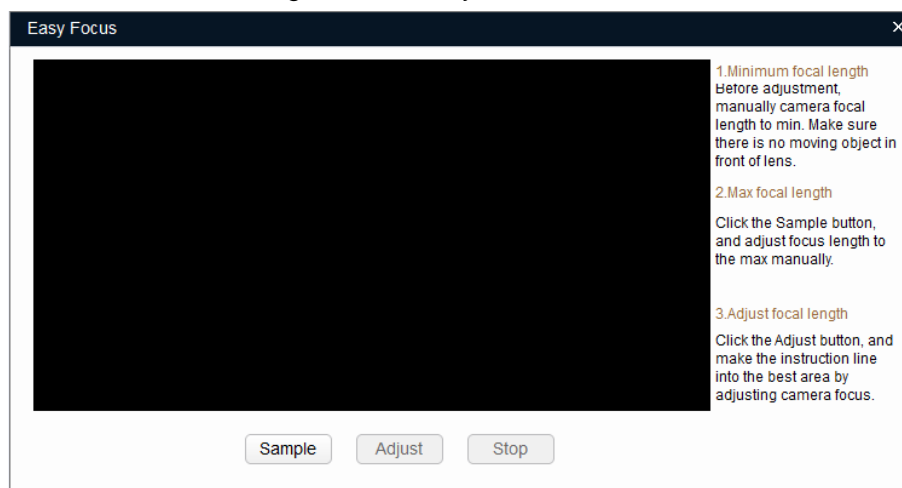 Easy Focus
×
1.Minimum focal length
Before adjustment,
manually camera focal
length to min. Make sure
there is no moving object in
front of lens.
2.Max focal length
Click the Sample button,
and adjust focus length to
the max manually.
3.Adjust focal length
Click the Adjust button, and
make the instruction line
into the best area by
adjusting camera focus.
Sample Adjust Stop